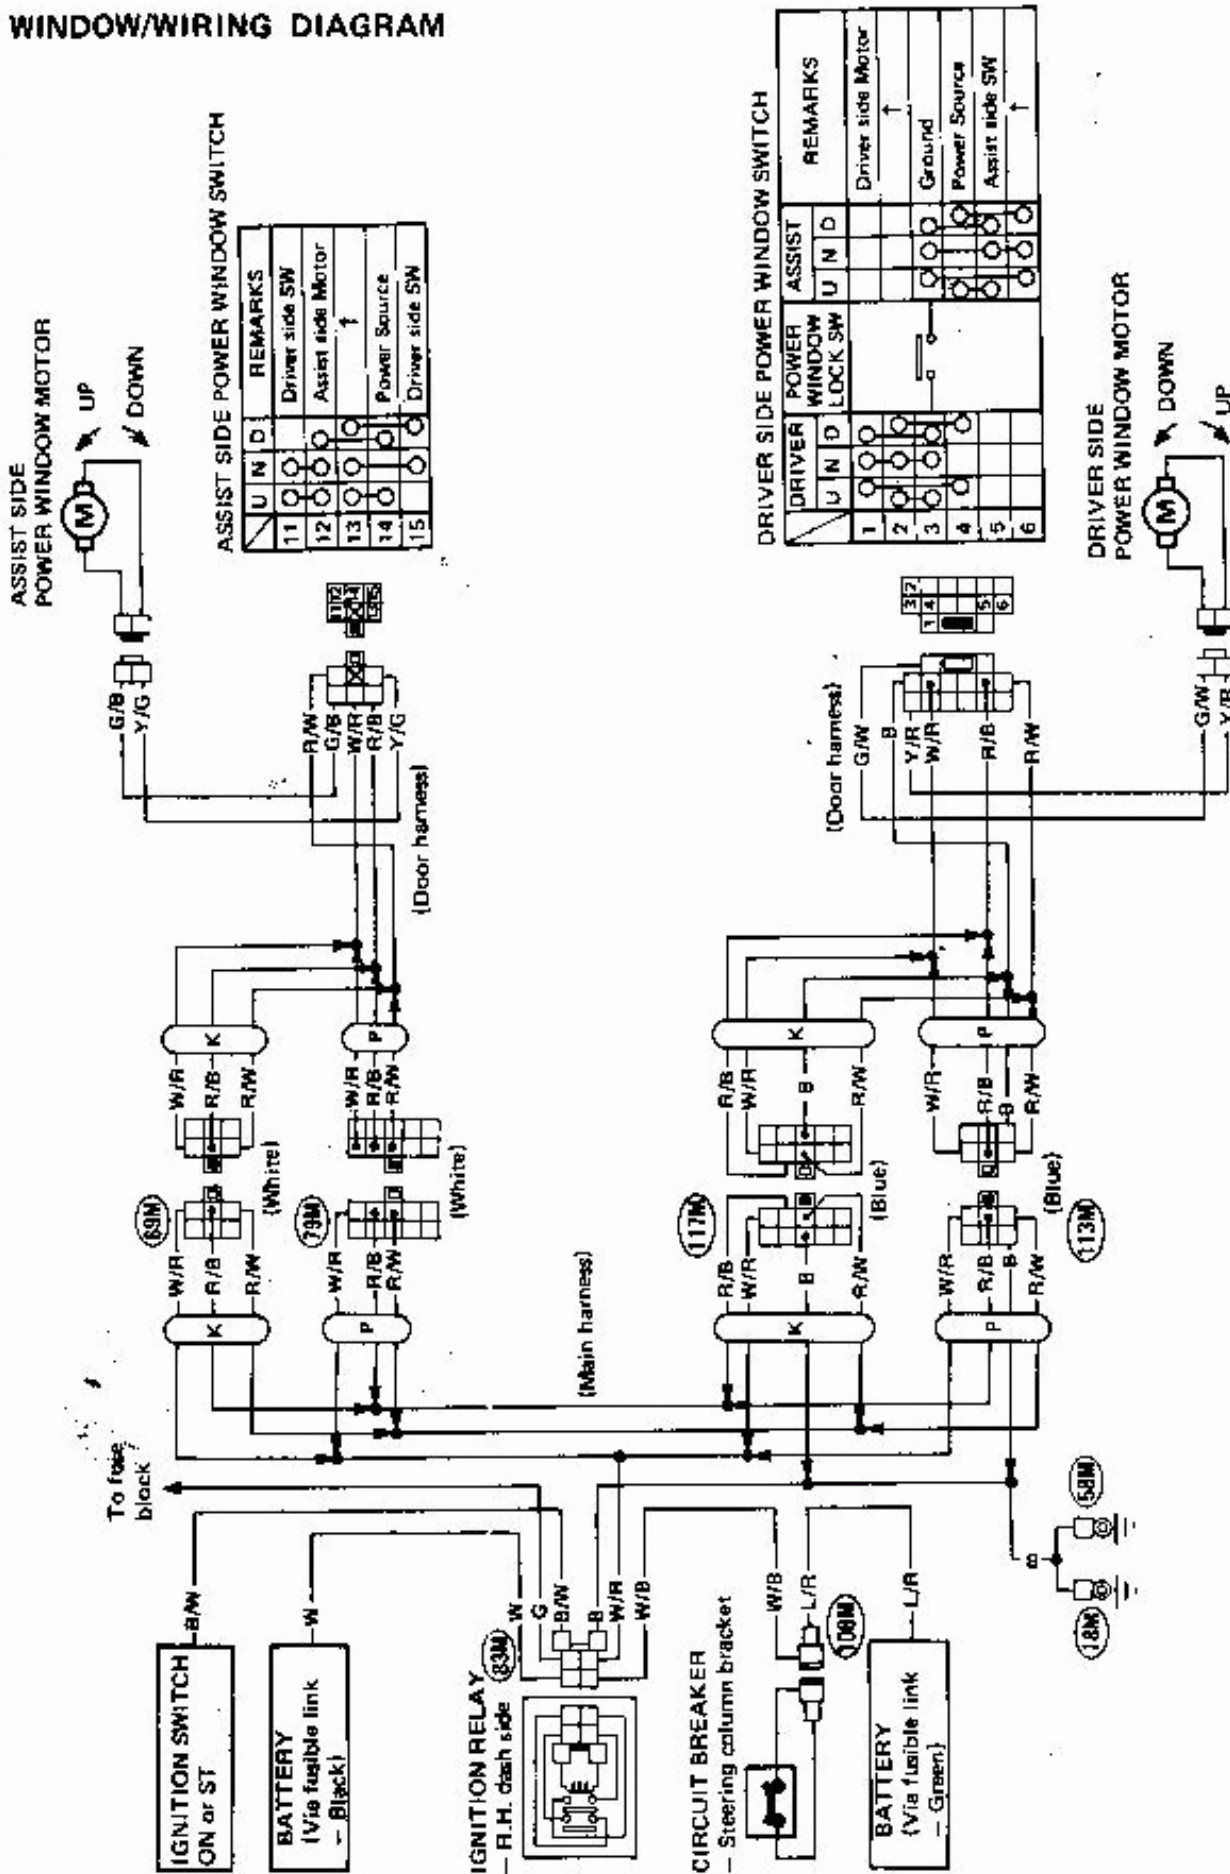 WINDOW/WIRING DIAGRAM
ASSIST SIDE
POWER WINDOW MOTOR
UP
DOWN
M
G/B
Y/G
ASSIST SIDE POWER WINDOW SWITCH
U N D REMARKS
11 Driver side SW
12 Assist side Motor
13 ↑
14 Power Source
15 Driver side SW
R/W
G/B
W/R
R/B
Y/G
(Door harness)
DRIVER SIDE POWER WINDOW SWITCH
DRIVER
POWER
WINDOW
LOCK SW
ASSIST
REMARKS
U N D
U N D
1 Driver side Motor
2 ↑
3 Ground
4 Power Source
5 Assist side SW
6 ↑
DRIVER SIDE
POWER WINDOW MOTOR
DOWN
UP
M
G/W
Y/R
(Door harness)
G/W
B
Y/R
W/R
R/B
R/W
K
P
W/R
R/B
R/W
W/R
R/B
R/W
(White)
(White)
69M
79M
W/R
R/B
R/W
W/R
R/B
R/W
K
P
K
P
R/B
W/R
B
R/W
W/R
R/B
B
R/W
(Blue)
(Blue)
117M
113M
R/B
W/R
B
R/W
W/R
R/B
B
R/W
K
P
(Main harness)
To fuse
block
IGNITION SWITCH
ON or ST
B/W
BATTERY
(Via fusible link
– Black)
W
IGNITION RELAY
– R.H. dash side
83M
W
G
B/W
B
W/R
W/B
CIRCUIT BREAKER
– Steering column bracket
W/B
L/R
108M
BATTERY
(Via fusible link
– Green)
L/R
B
18M
58M